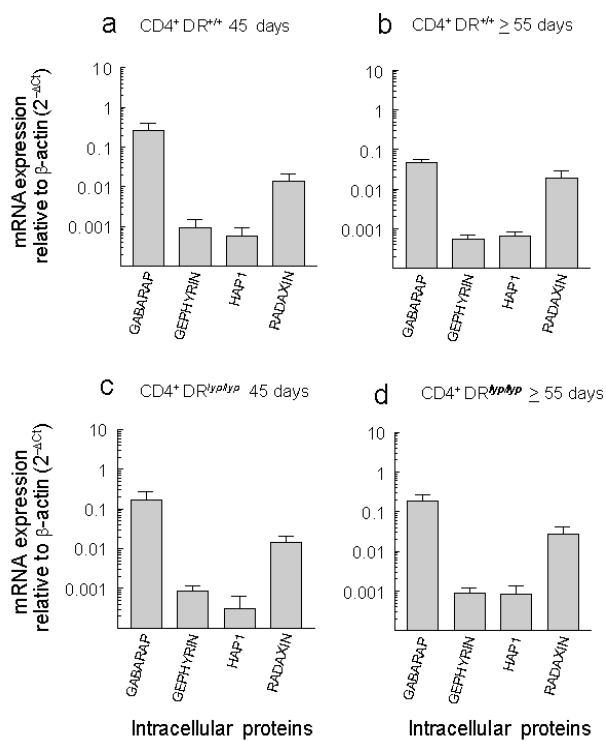 a CD4⁺ DR⁺/⁺ 45 days
b CD4⁺ DR⁺/⁺ ≥ 55 days
mRNA expression
relative to β-actin (2⁻ΔCt)
10
1
0.1
0.01
0.001
GABARAP
GEPHYRIN
HAP1
RADAXIN
10
1
0.1
0.01
0.001
GABARAP
GEPHYRIN
HAP1
RADAXIN
c CD4⁺ DRlyp/lyp 45 days
d CD4⁺ DRlyp/lyp ≥ 55 days
mRNA expression
relative to β-actin (2⁻ΔCt)
10
1
0.1
0.01
0.001
GABARAP
GEPHYRIN
HAP1
RADAXIN
10
1
0.1
0.01
0.001
GABARAP
GEPHYRIN
HAP1
RADAXIN
Intracellular proteins
Intracellular proteins